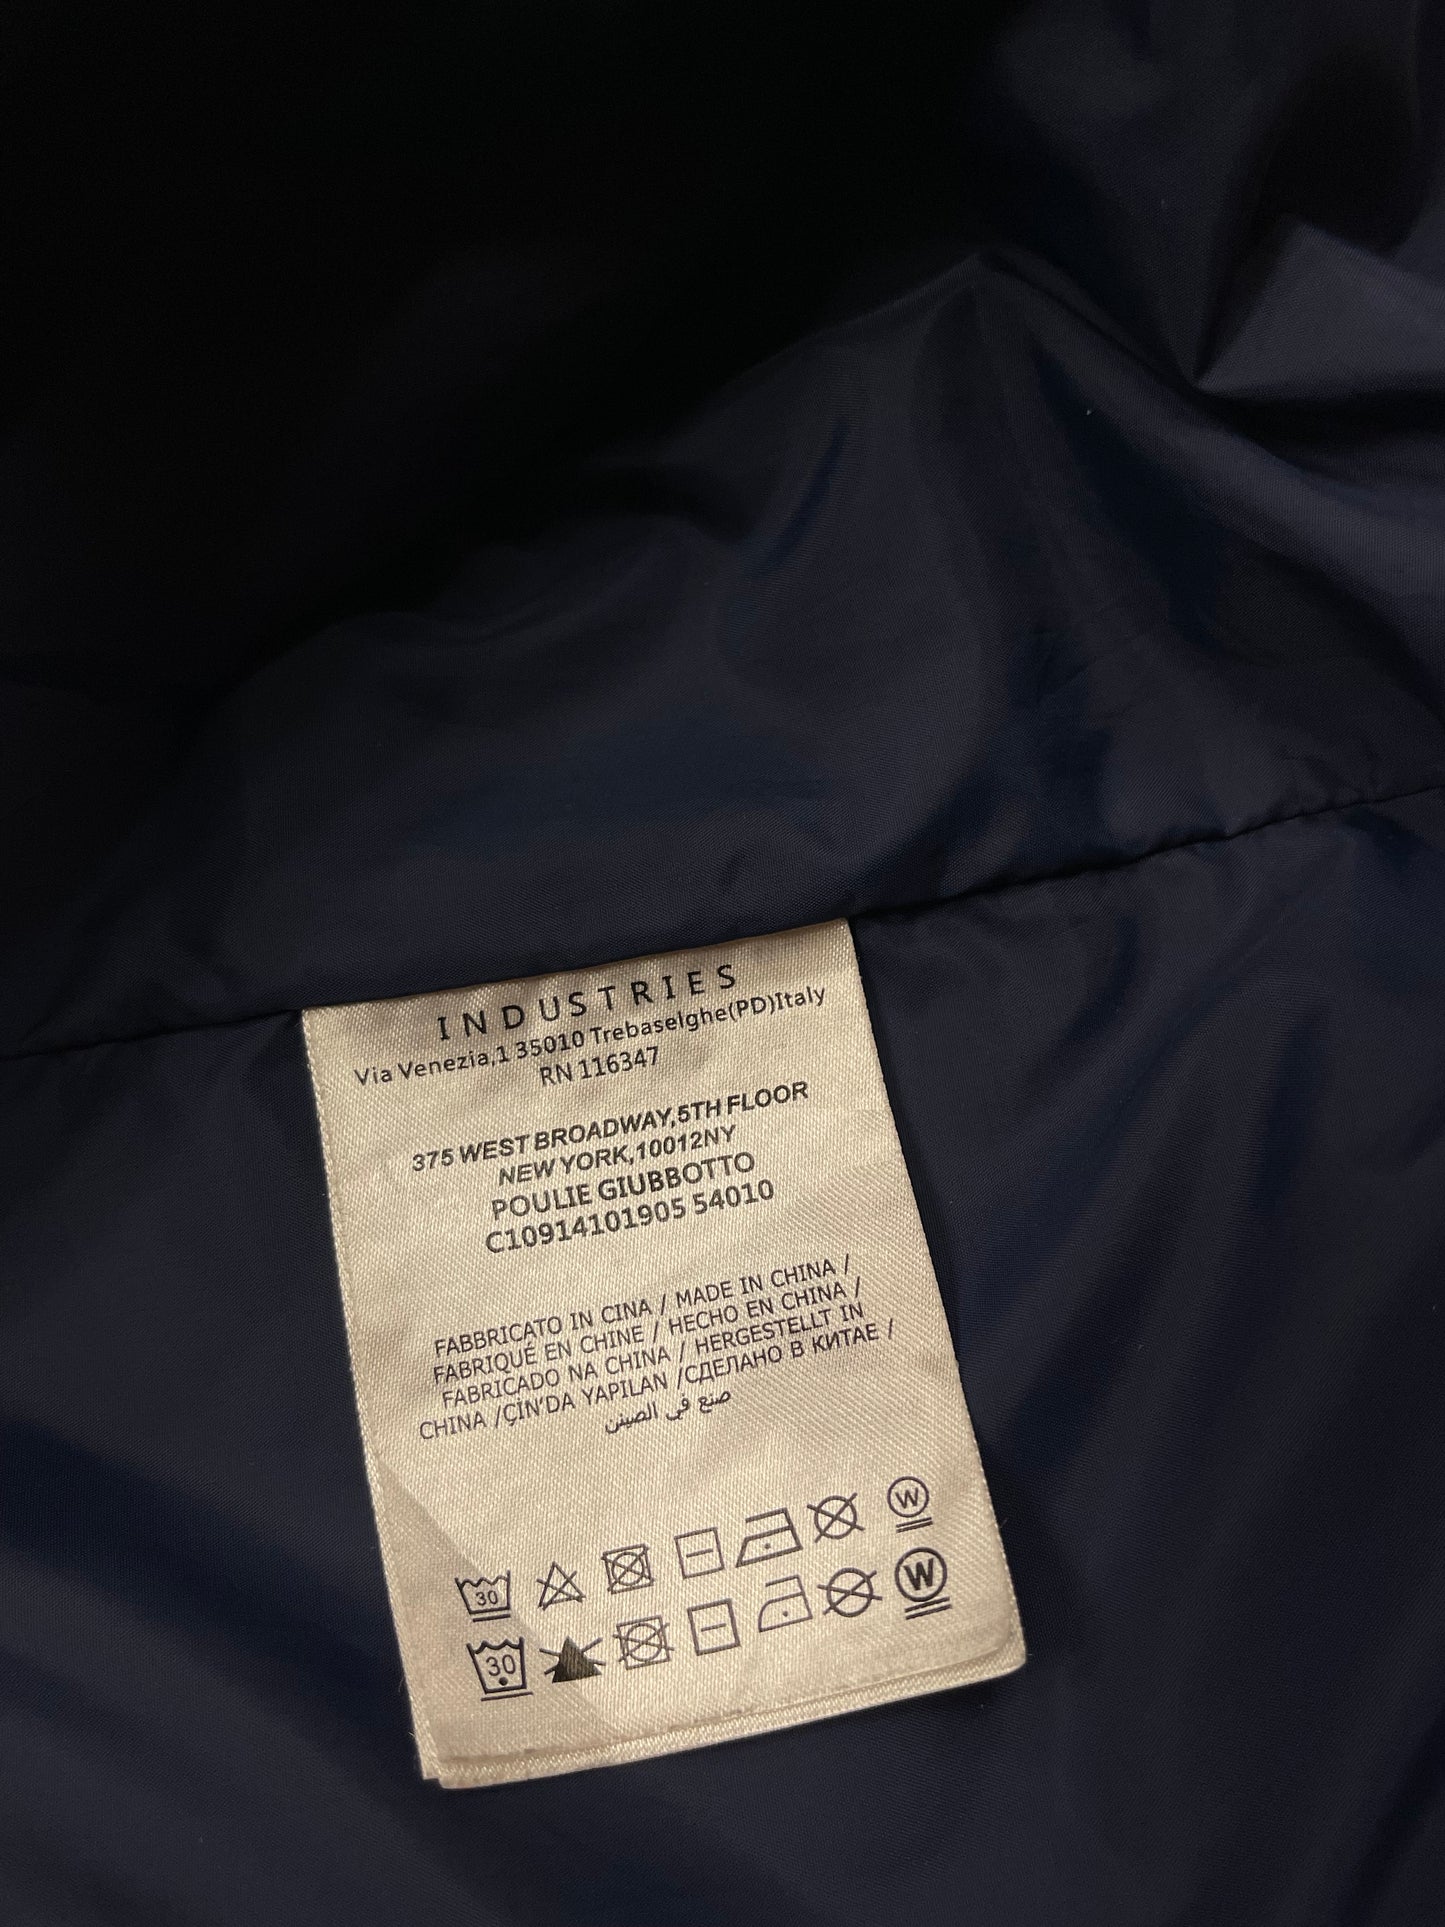 INDUSTRIES
Via Venezia,1 35010 Trebaselghe(PD)Italy
RN 116347
375 WEST BROADWAY,5TH FLOOR
NEW YORK,10012NY
POULIE GIUBBOTTO
C10914101905 54010
FABBRICATO IN CINA / MADE IN CHINA /
FABRIQUÉ EN CHINE / HECHO EN CHINA /
FABRICADO NA CHINA / HERGESTELLT IN
CHINA /ÇİN'DA YAPILAN /СДЕЛАНО В КИТАЕ /
صنع في الصين
30 W
30 W